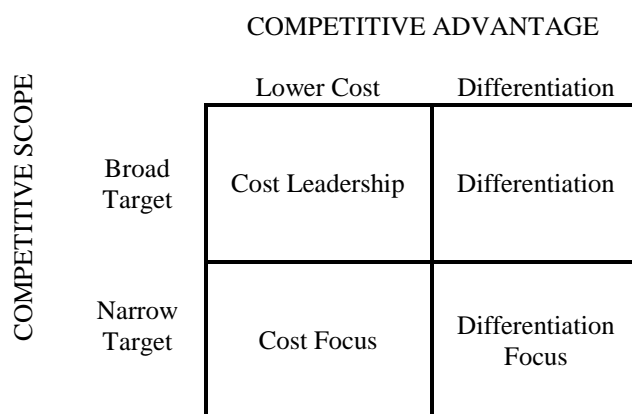 COMPETITIVE ADVANTAGE
COMPETITIVE SCOPE
Lower Cost
Differentiation
Broad
Target
Cost Leadership
Differentiation
Narrow
Target
Cost Focus
Differentiation
Focus